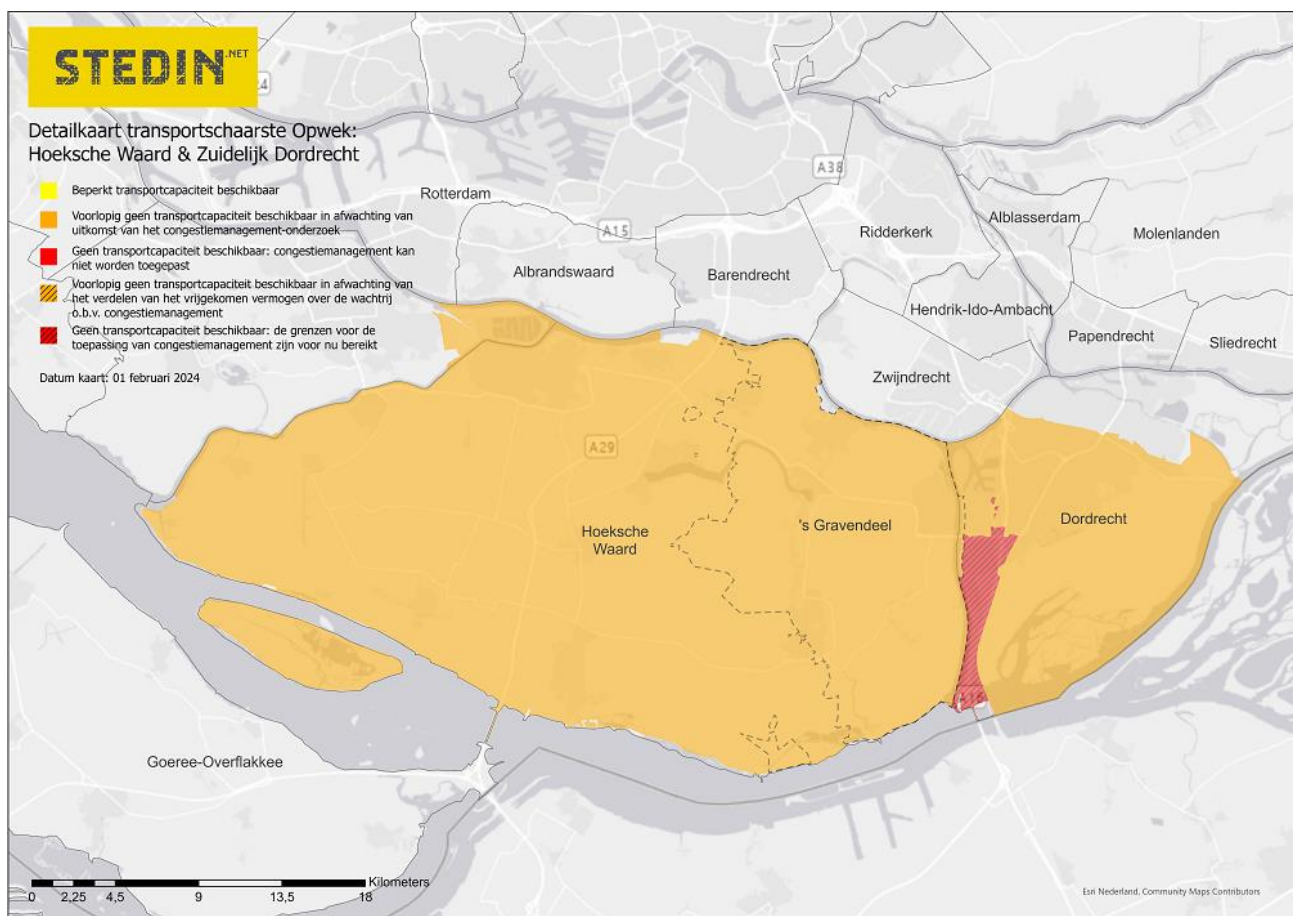 STEDIN.NET
Detailkaart transportschaarste Opwek:
Hoeksche Waard & Zuidelijk Dordrecht
Beperkt transportcapaciteit beschikbaar
Voorlopig geen transportcapaciteit beschikbaar in afwachting van
uitkomst van het congestiemanagement-onderzoek
Geen transportcapaciteit beschikbaar: congestiemanagement kan
niet worden toegepast
Voorlopig geen transportcapaciteit beschikbaar in afwachting van
het verdelen van het vrijgekomen vermogen over de wachtrij
o.b.v. congestiemanagement
Geen transportcapaciteit beschikbaar: de grenzen voor de
toepassing van congestiemanagement zijn voor nu bereikt
Datum kaart: 01 februari 2024
A38
Rotterdam
A15
Alblasserdam
Ridderkerk
Molenlanden
Albrandswaard
Barendrecht
Hendrik-Ido-Ambacht
Papendrecht
Sliedrecht
Zwijndrecht
A29
Hoeksche
Waard
's Gravendeel
Dordrecht
A16
Goeree-Overflakkee
Kilometers
0 2,25 4,5 9 13,5 18
Esri Nederland, Community Maps Contributors